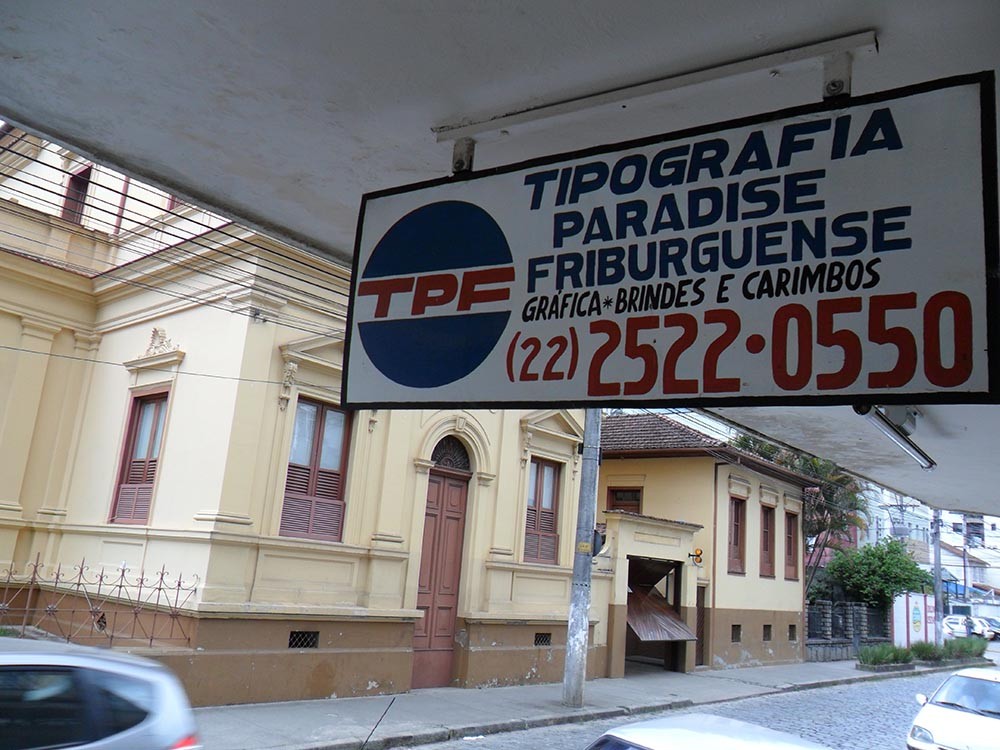 TIPOGRAFIA
PARADISE
FRIBURGUENSE
TPF
GRÁFICA*BRINDES E CARIMBOS
(22) 2522·0550